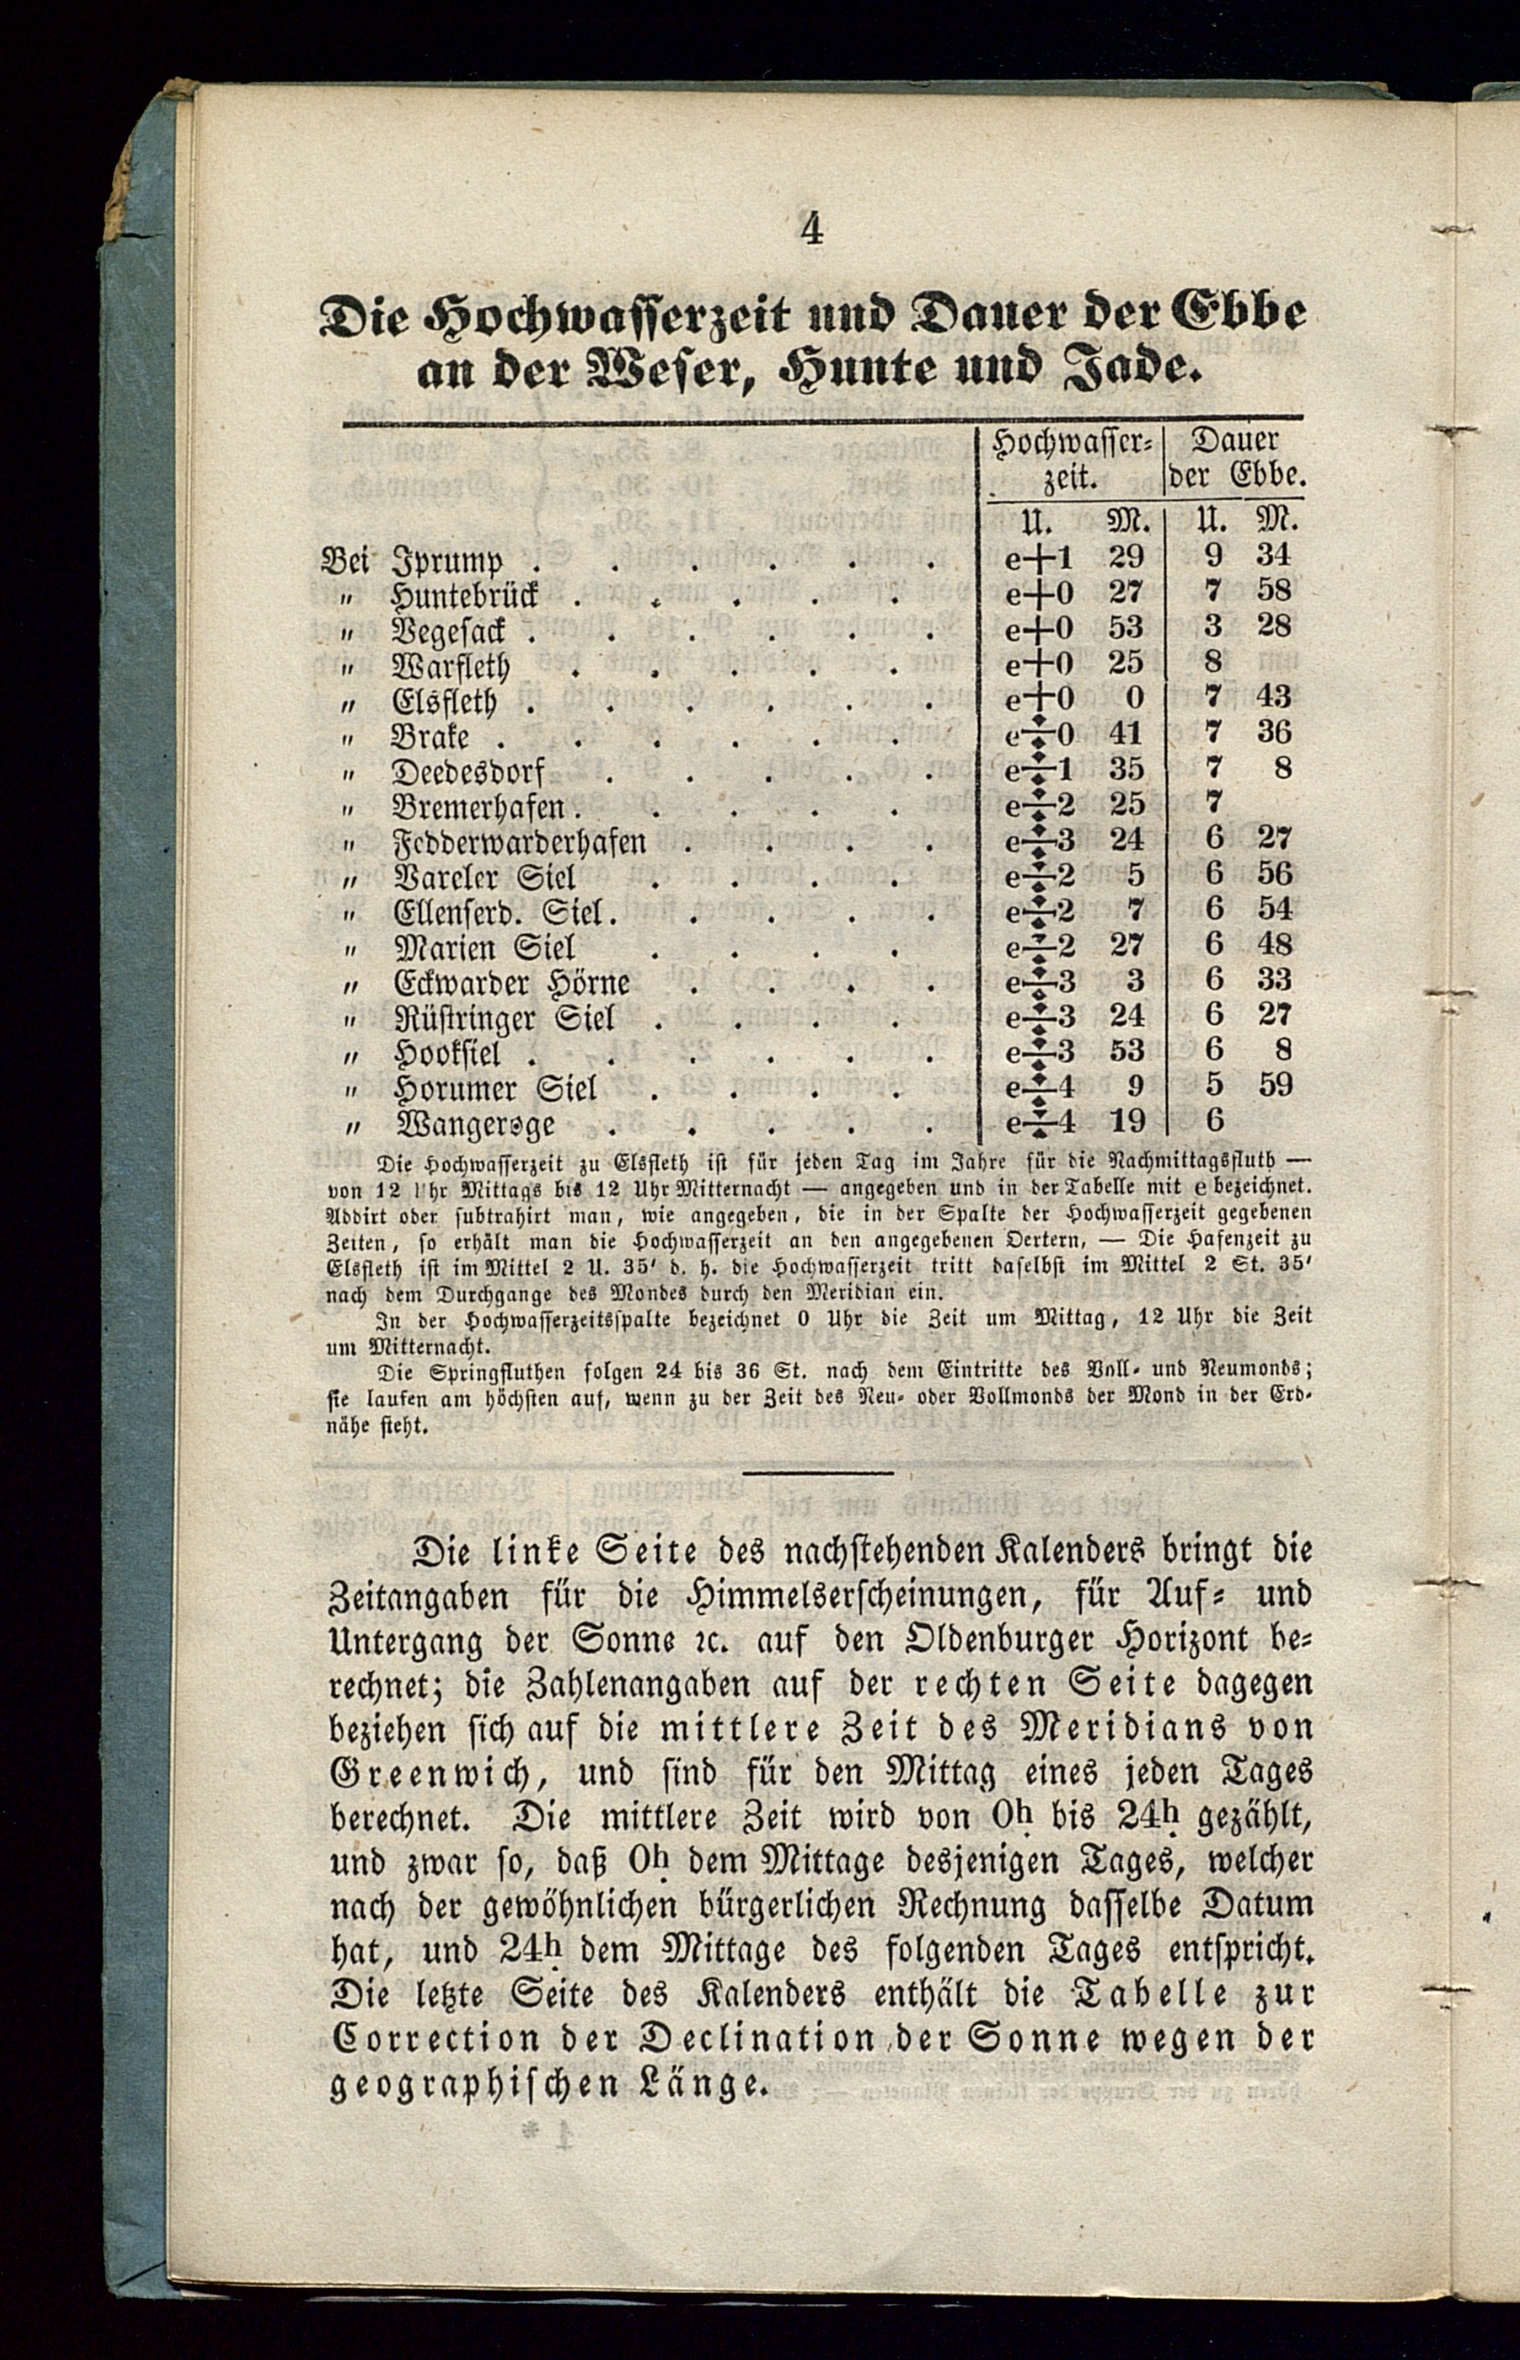 4
Die Hochwasserzeit und Dauer der Ebbe
an der Weser, Hunte und Jade.
Hochwasser= Dauer
zeit. der Ebbe.
U. M. U. M.
Bei Iprump . . . . . . e+1 29 9 34
" Huntebrück . . . . . e+0 27 7 58
" Vegesack . . . . . . e+0 53 3 28
" Warfleth . . . . . e+0 25 8
" Elsfleth . . . . . . e+0 0 7 43
" Brake . . . . . . e÷0 41 7 36
" Deedesdorf . . . . . e÷1 35 7 8
" Bremerhafen . . . . . e÷2 25 7
" Fedderwarderhafen . . . . e÷3 24 6 27
" Vareler Siel . . . . e÷2 5 6 56
" Ellenserd. Siel . . . . . e÷2 7 6 54
" Marien Siel . . . . e÷2 27 6 48
" Eckwarder Hörne . . . . e÷3 3 6 33
" Rüstringer Siel . . . . e÷3 24 6 27
" Hooksiel . . . . . . e÷3 53 6 8
" Horumer Siel . . . . e÷4 9 5 59
" Wangeroge . . . . . e÷4 19 6
Die Hochwasserzeit zu Elsfleth ist für jeden Tag im Jahre für die Nachmittagsfluth —
von 12 Uhr Mittags bis 12 Uhr Mitternacht — angegeben und in der Tabelle mit e bezeichnet.
Addirt oder subtrahirt man, wie angegeben, die in der Spalte der Hochwasserzeit gegebenen
Zeiten, so erhält man die Hochwasserzeit an den angegebenen Oertern, — Die Hafenzeit zu
Elsfleth ist im Mittel 2 U. 35' d. h. die Hochwasserzeit tritt daselbst im Mittel 2 St. 35'
nach dem Durchgange des Mondes durch den Meridian ein.
In der Hochwasserzeitsspalte bezeichnet 0 Uhr die Zeit um Mittag, 12 Uhr die Zeit
um Mitternacht.
Die Springfluthen folgen 24 bis 36 St. nach dem Eintritte des Voll= und Neumonds;
sie laufen am höchsten auf, wenn zu der Zeit des Neu= oder Vollmonds der Mond in der Erd=
nähe steht.
Die linke Seite des nachstehenden Kalenders bringt die
Zeitangaben für die Himmelserscheinungen, für Auf= und
Untergang der Sonne ꝛc. auf den Oldenburger Horizont be=
rechnet; die Zahlenangaben auf der rechten Seite dagegen
beziehen sich auf die mittlere Zeit des Meridians von
Greenwich, und sind für den Mittag eines jeden Tages
berechnet. Die mittlere Zeit wird von 0h bis 24h gezählt,
und zwar so, daß 0h dem Mittage desjenigen Tages, welcher
nach der gewöhnlichen bürgerlichen Rechnung dasselbe Datum
hat, und 24h dem Mittage des folgenden Tages entspricht.
Die letzte Seite des Kalenders enthält die Tabelle zur
Correction der Declination der Sonne wegen der
geographischen Länge.